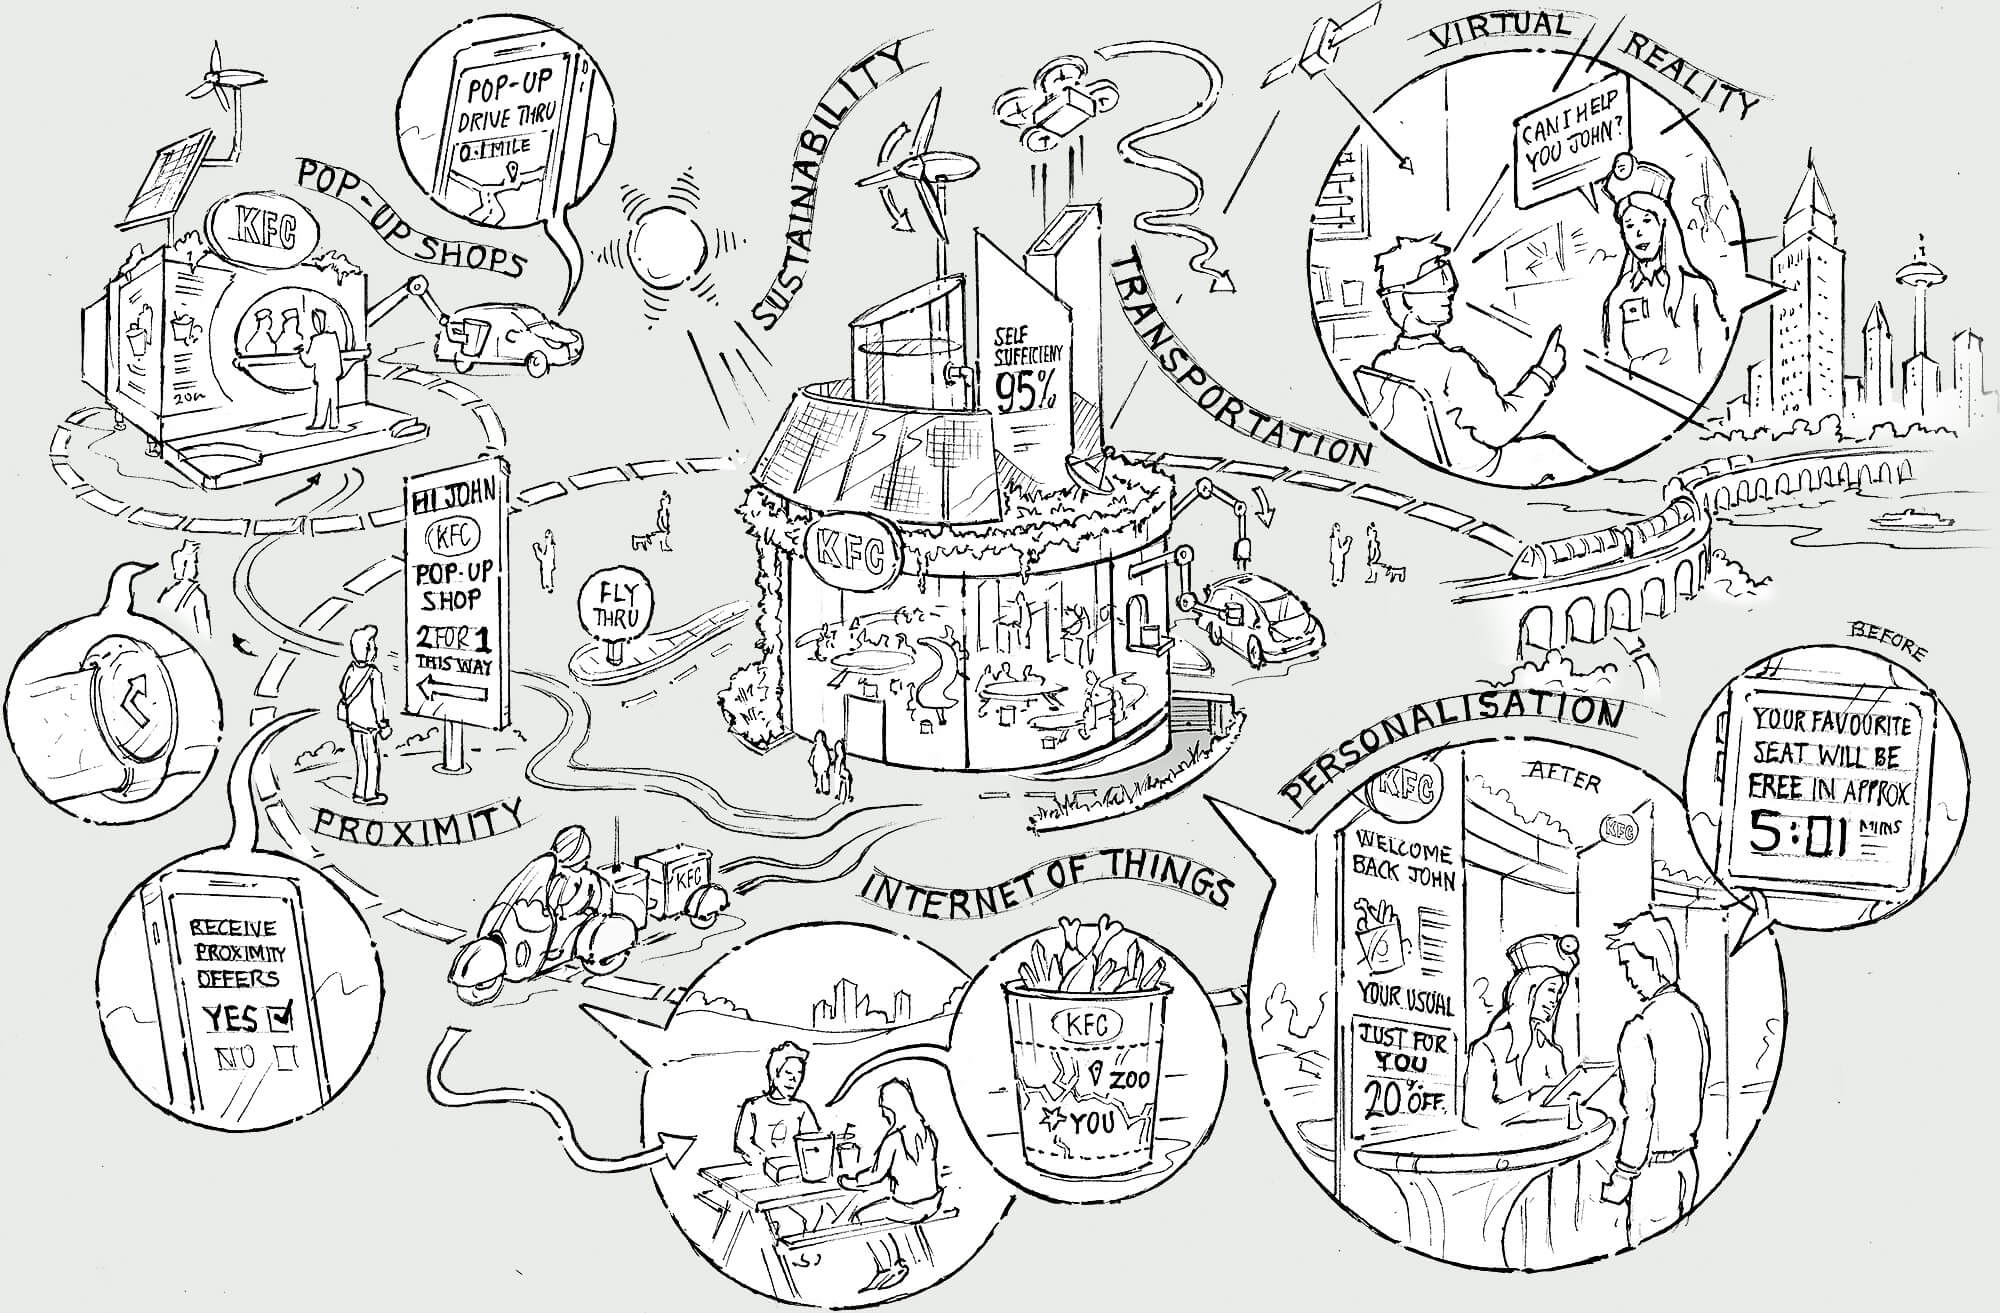 POP-UP
DRIVE THRU
0.1 MILE
POP-UP SHOPS
KFC
SUSTAINABILITY
VIRTUAL // REALITY
CAN I HELP
YOU JOHN?
TRANSPORTATION
SELF
SUFFICIENY
95%
KFC
HI JOHN
KFC
POP-UP
SHOP
2 FOR 1
THIS WAY
FLY
THRU
PROXIMITY
RECEIVE
PROXIMITY
OFFERS
YES
NO
KFC
INTERNET OF THINGS
KFC
ZOO
YOU
PERSONALISATION
BEFORE
YOUR FAVOURITE
SEAT WILL BE
FREE IN APPROX
5:01 MINS
AFTER
KFC
KFC
WELCOME
BACK JOHN
YOUR USUAL
JUST FOR
YOU
20% OFF.